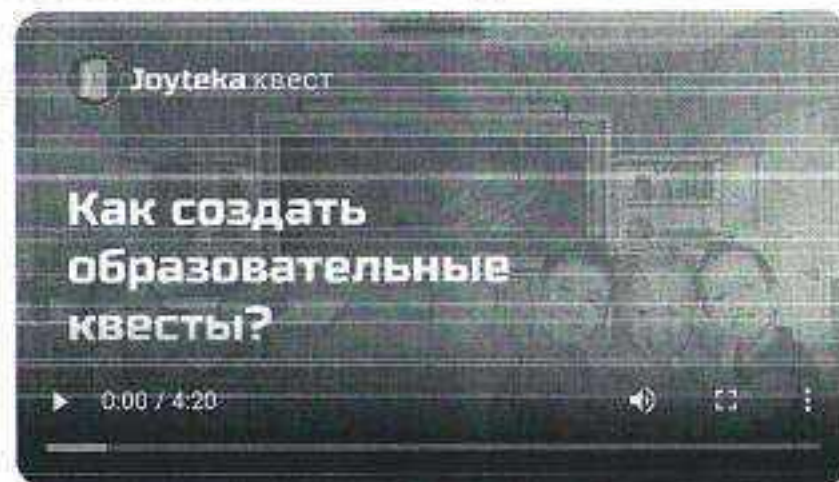 Joyteka квест
Как создать
образовательные
квесты?
0:00 / 4:20